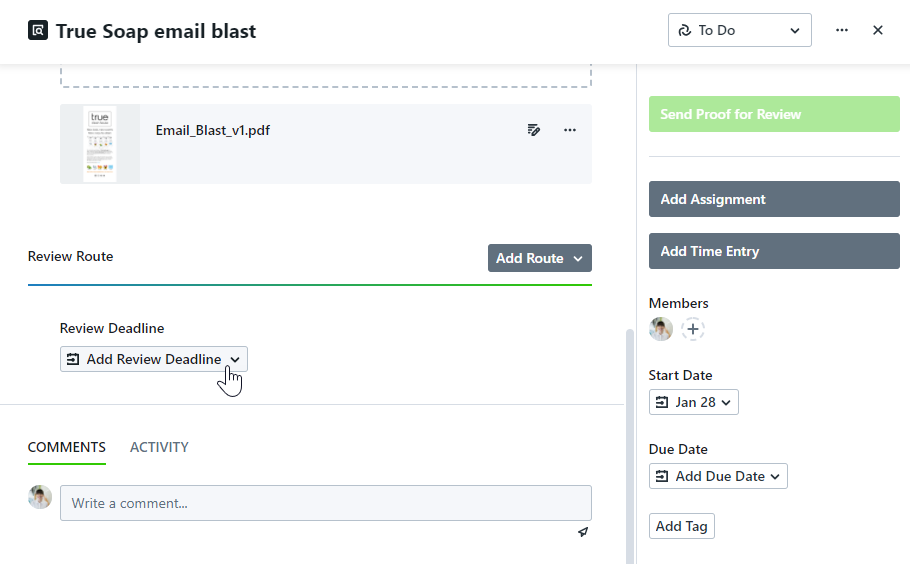 True Soap email blast
To Do
true
Email_Blast_v1.pdf
Send Proof for Review
Add Assignment
Add Time Entry
Review Route
Add Route
Members
Review Deadline
Add Review Deadline
Start Date
Jan 28
Due Date
Add Due Date
COMMENTS
ACTIVITY
Write a comment...
Add Tag